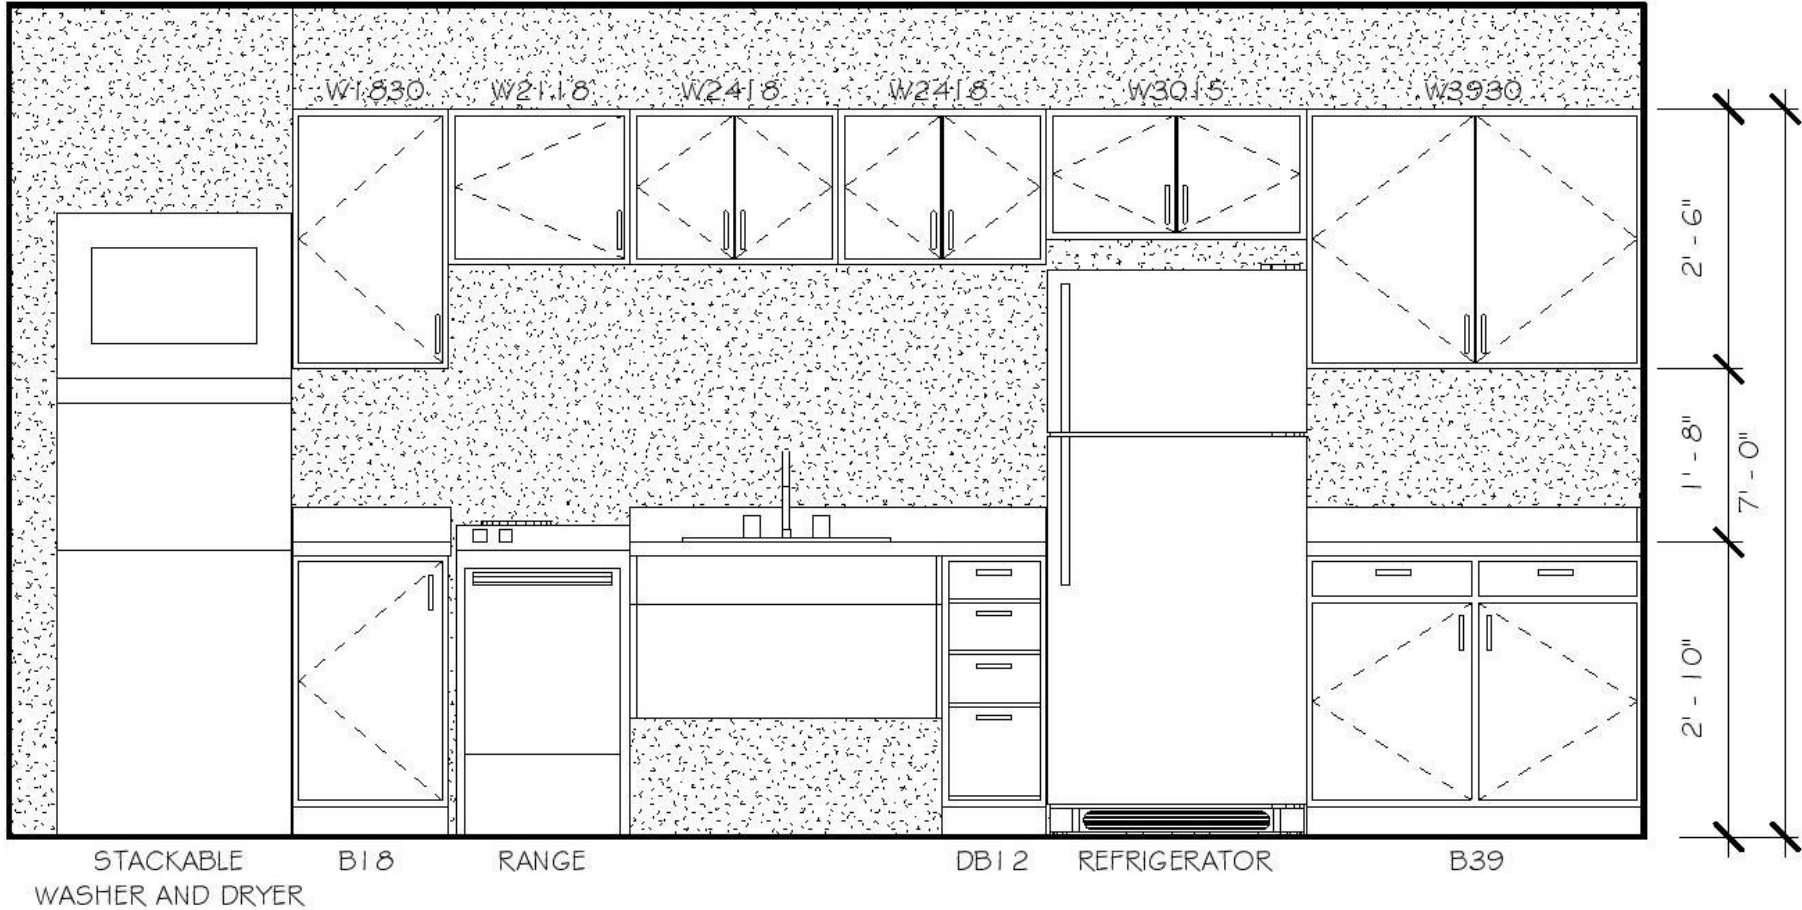 W1830 W2118 W2418 W2418 W3015 W3930
2' - 6"
1' - 8"
7' - 0"
2' - 10"
STACKABLE B18 RANGE DB12 REFRIGERATOR B39
WASHER AND DRYER